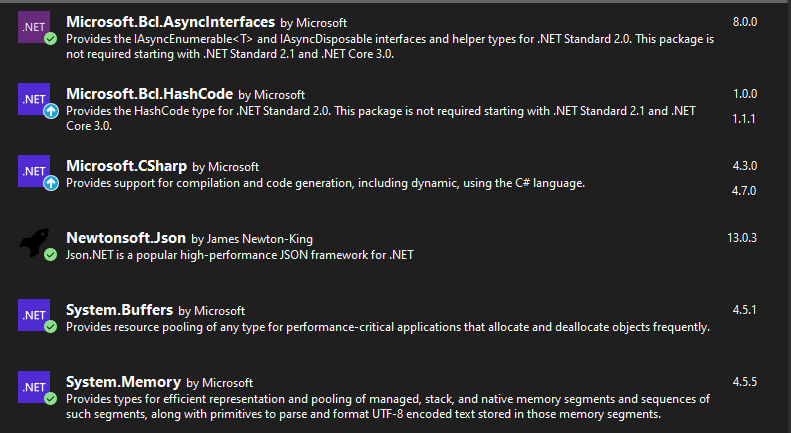 .NET Microsoft.Bcl.AsyncInterfaces by Microsoft 8.0.0
Provides the IAsyncEnumerable<T> and IAsyncDisposable interfaces and helper types for .NET Standard 2.0. This package is
not required starting with .NET Standard 2.1 and .NET Core 3.0.
.NET Microsoft.Bcl.HashCode by Microsoft 1.0.0
Provides the HashCode type for .NET Standard 2.0. This package is not required starting with .NET Standard 2.1 and .NET 1.1.1
Core 3.0.
.NET Microsoft.CSharp by Microsoft 4.3.0
Provides support for compilation and code generation, including dynamic, using the C# language. 4.7.0
Newtonsoft.Json by James Newton-King 13.0.3
Json.NET is a popular high-performance JSON framework for .NET
.NET System.Buffers by Microsoft 4.5.1
Provides resource pooling of any type for performance-critical applications that allocate and deallocate objects frequently.
.NET System.Memory by Microsoft 4.5.5
Provides types for efficient representation and pooling of managed, stack, and native memory segments and sequences of
such segments, along with primitives to parse and format UTF-8 encoded text stored in those memory segments.